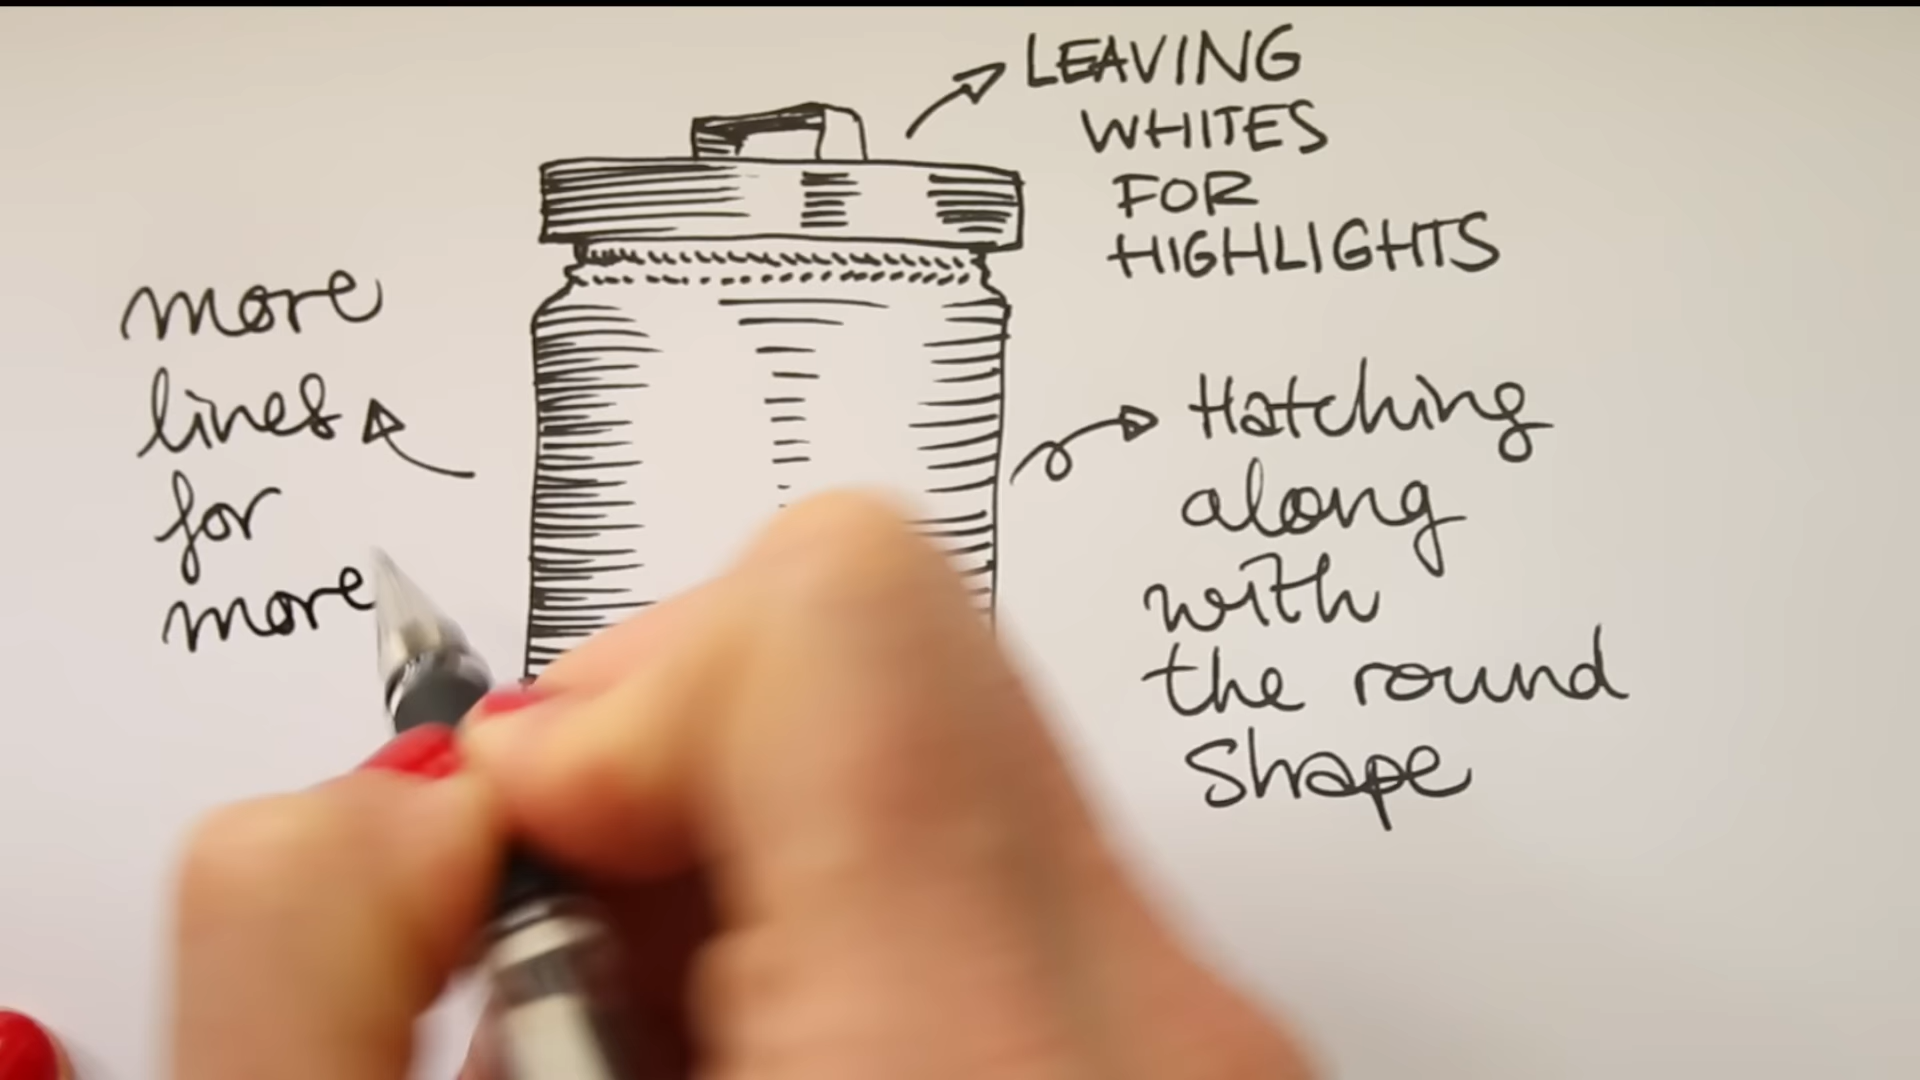 LEAVING
WHITES
FOR
HIGHLIGHTS
more
lines
for
more
Hatching
along
with
the round
shape